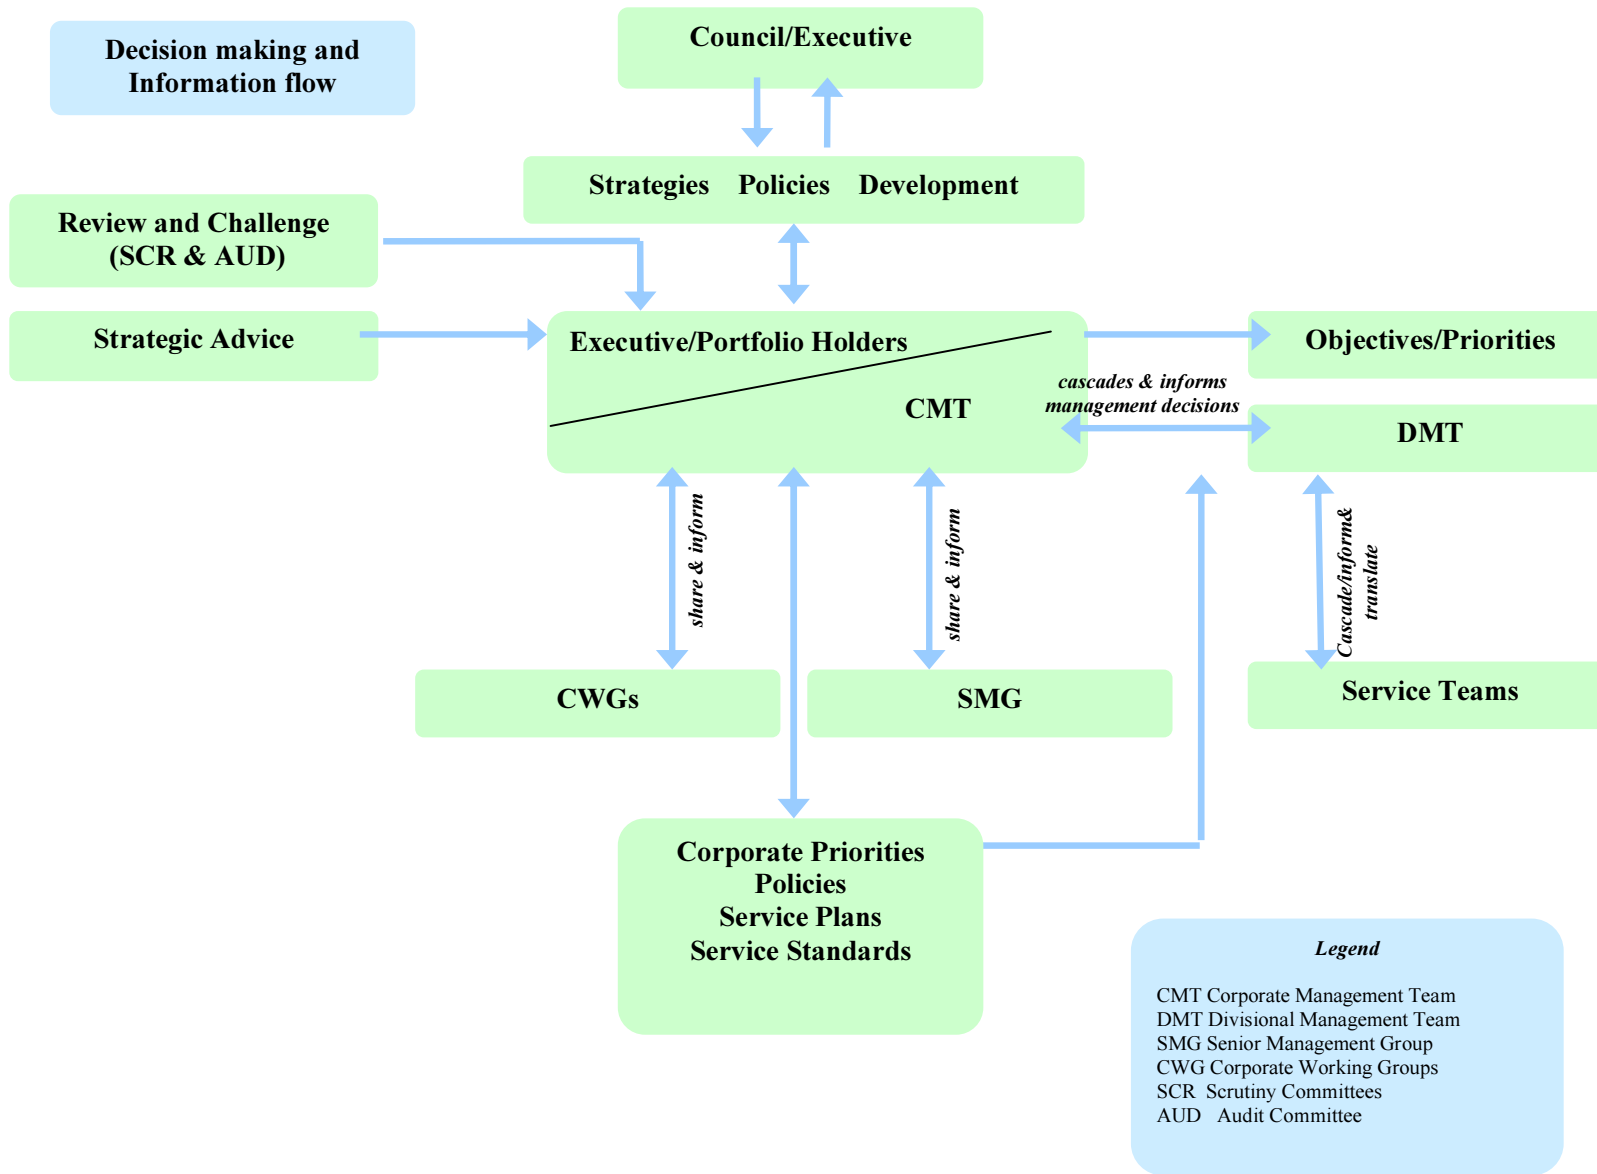 Decision making and
Information flow
Council/Executive
Strategies Policies Development
Review and Challenge
(SCR & AUD)
Strategic Advice
Executive/Portfolio Holders
CMT
Objectives/Priorities
cascades & informs
management decisions
DMT
share & inform
share & inform
Cascade/inform&
translate
CWGs
SMG
Service Teams
Corporate Priorities
Policies
Service Plans
Service Standards
Legend
CMT Corporate Management Team
DMT Divisional Management Team
SMG Senior Management Group
CWG Corporate Working Groups
SCR Scrutiny Committees
AUD Audit Committee